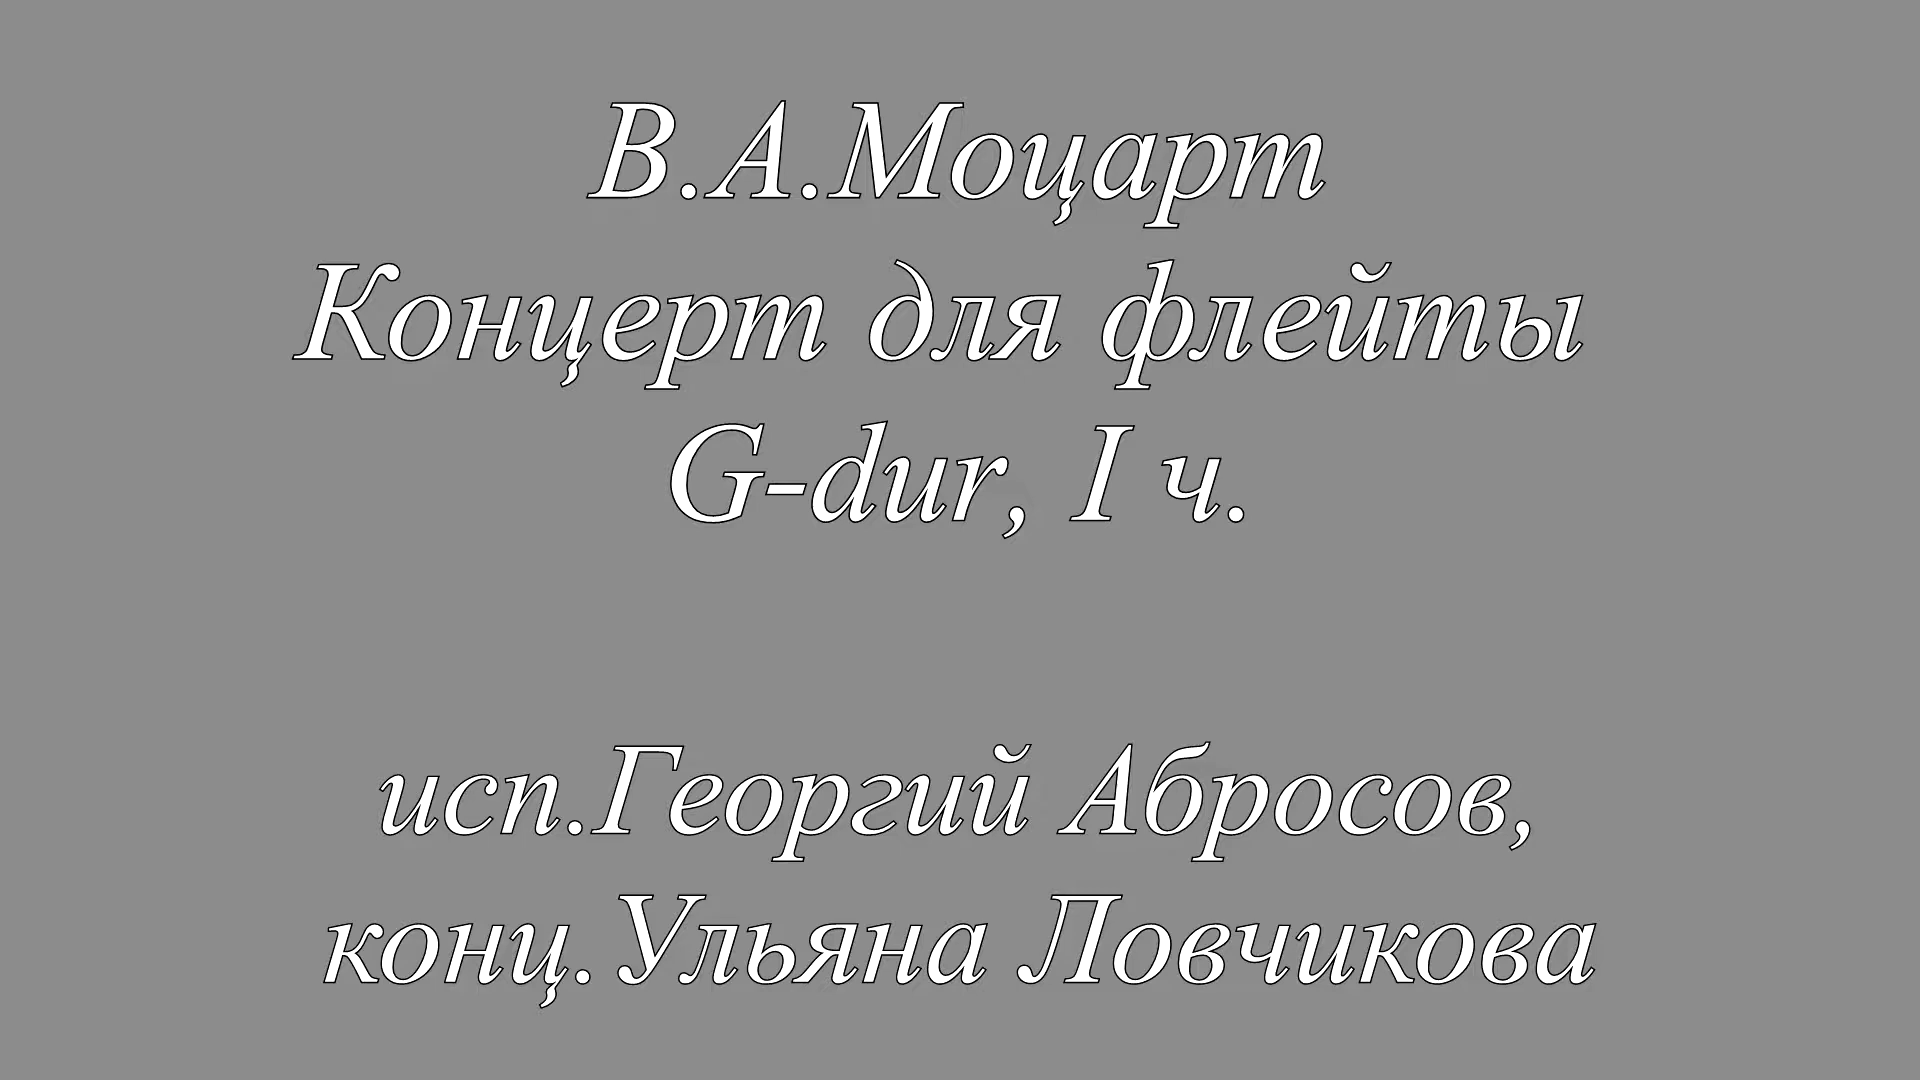 В.А.Моцарт
Концерт для флейты
G-dur, I ч.
исп.Георгий Абросов,
конц.Ульяна Ловчикова